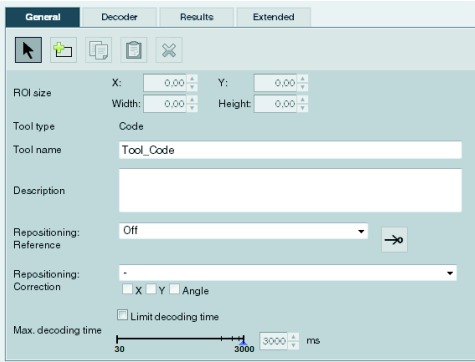 General Decoder Results Extended
ROI size X: 0,00 Y: 0,00
Width: 0,00 Height: 0,00
Tool type Code
Tool name Tool_Code
Description
Repositioning: Reference Off
Repositioning: Correction -
X Y Angle
Limit decoding time
Max. decoding time 3000 ms
30 3000